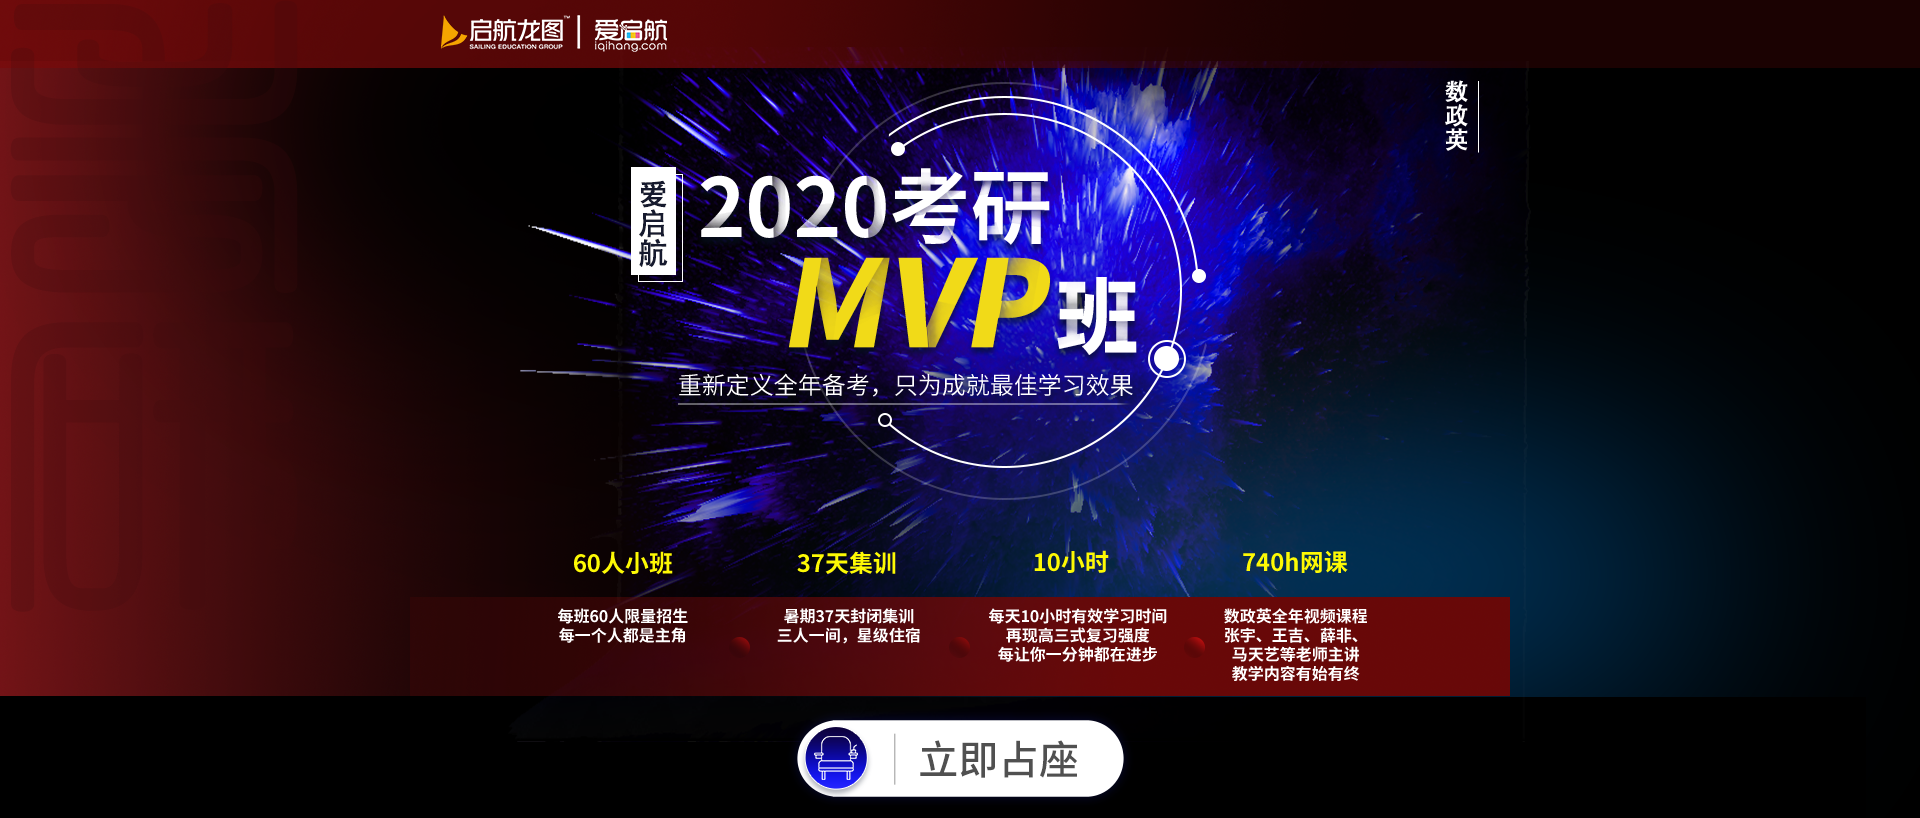 启航龙图™
SAILING EDUCATION GROUP
爱启航
iqihang.com
数政英
爱启航
2020考研
MVP班
重新定义全年备考，只为成就最佳学习效果
60人小班
每班60人限量招生
每一个人都是主角
37天集训
暑期37天封闭集训
三人一间，星级住宿
10小时
每天10小时有效学习时间
再现高三式复习强度
每让你一分钟都在进步
740h网课
数政英全年视频课程
张宇、王吉、薛非、
马天艺等老师主讲
教学内容有始有终
立即占座